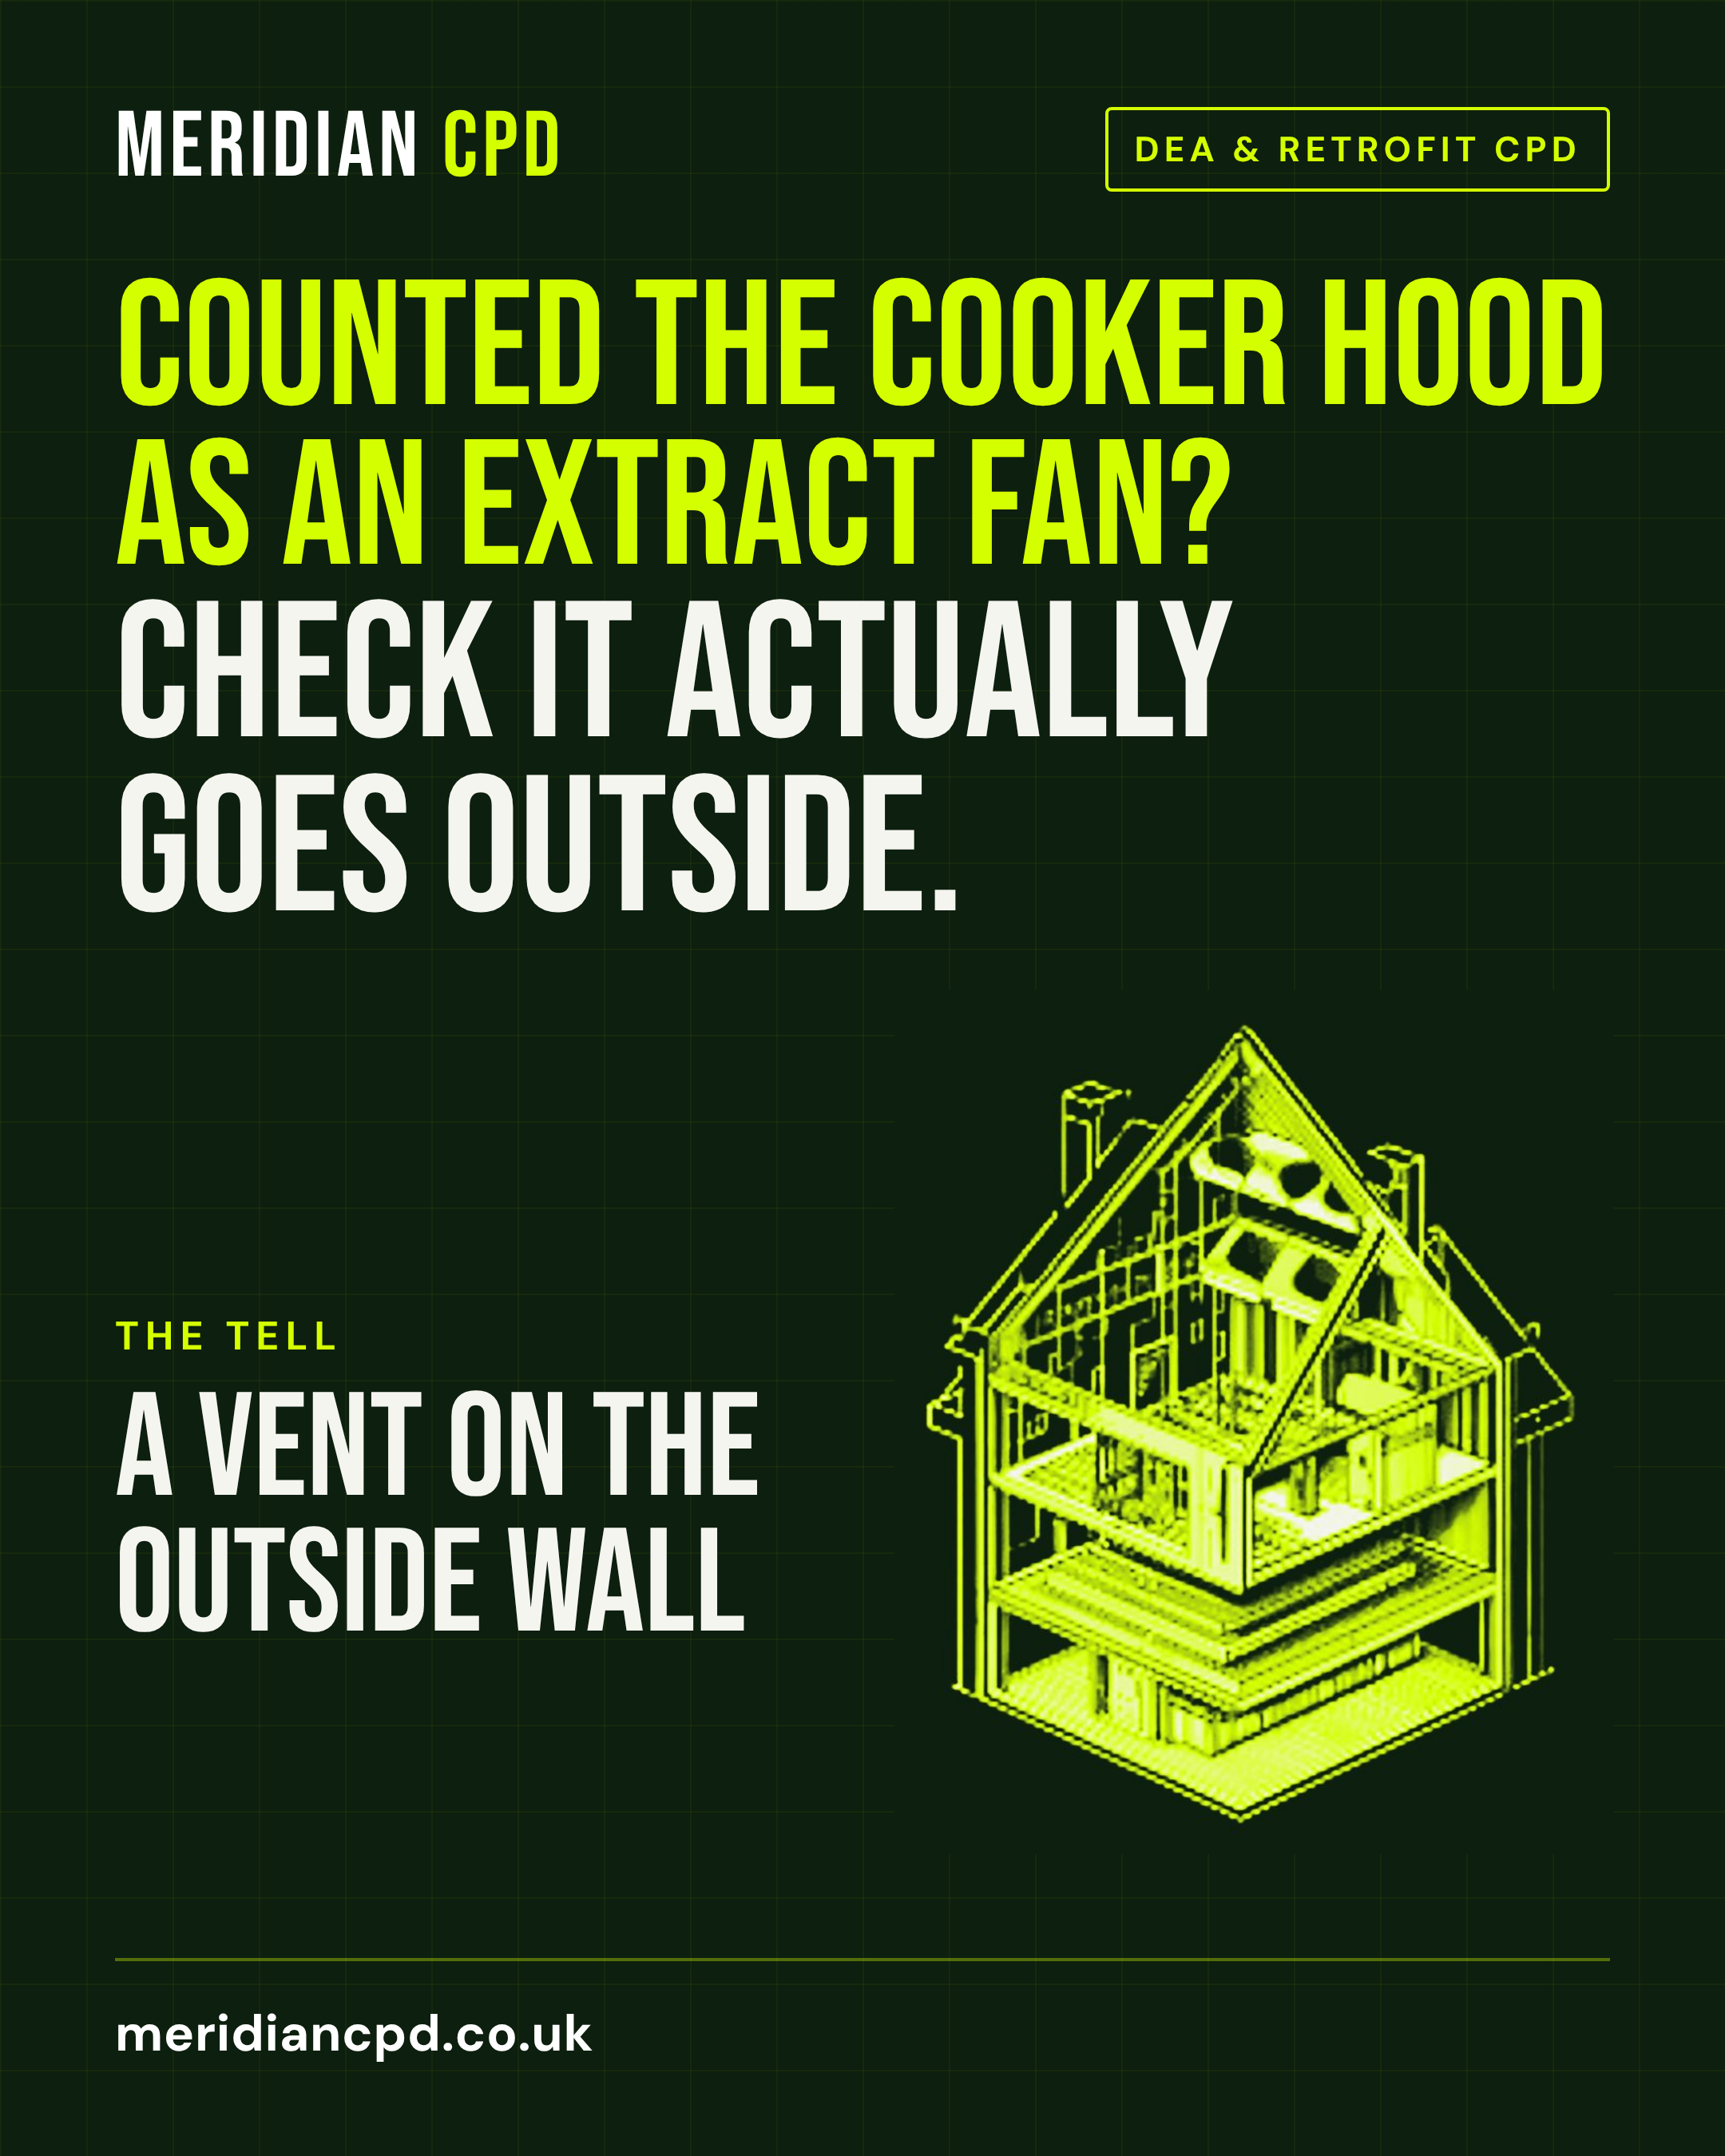 MERIDIAN CPD
DEA & RETROFIT CPD
COUNTED THE COOKER HOOD
AS AN EXTRACT FAN?
CHECK IT ACTUALLY
GOES OUTSIDE.
THE TELL
A VENT ON THE
OUTSIDE WALL
meridiancpd.co.uk